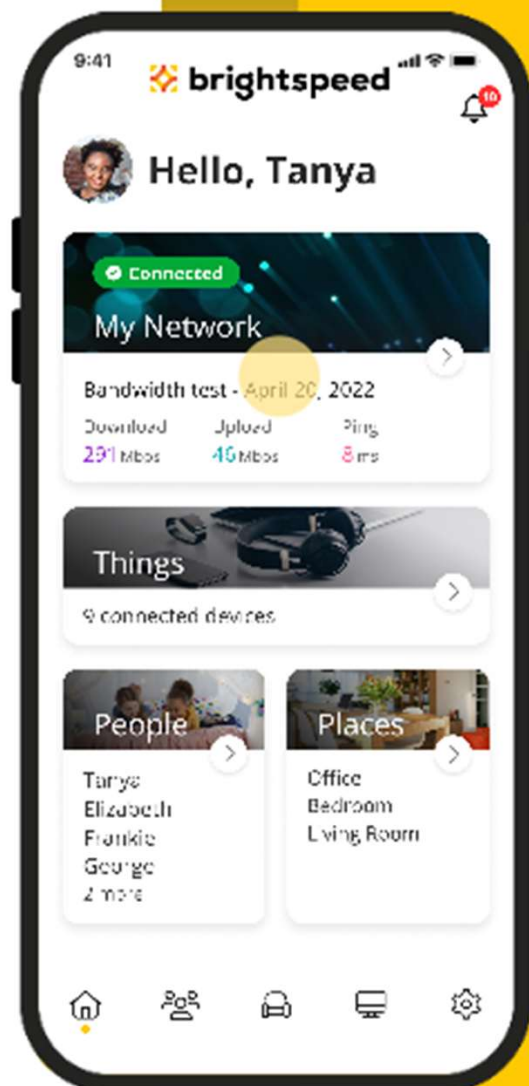 9:41
brightspeed
10
Hello, Tanya
Connected
My Network
Bandwidth test - April 20, 2022
Download Upload Ping
291 Mbps 46 Mbps 8 ms
Things
9 connected devices
People
Tanya
Elizabeth
Frankie
George
2 more
Places
Office
Bedroom
Living Room